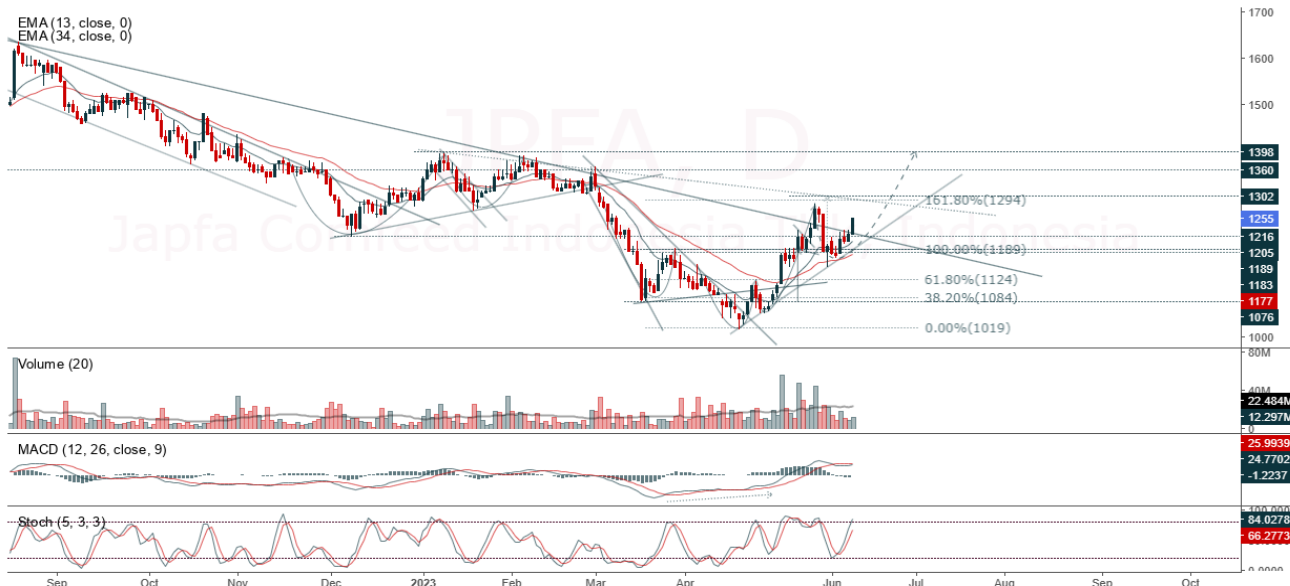 1700
EMA (13, close, 0)
EMA (34, close, 0)
1600
1500
JPFA, D
1398
1360
1302
161.80%(1294)
1255
Japfa Comfeed Indonesia Tbk, Indonesia
1216
100.00%(1189)
1205
1189
61.80%(1124)
1183
38.20%(1084)
1177
1076
0.00%(1019)
1000
Volume (20)
80M
40M
22.484M
12.297M
0
MACD (12, 26, close, 9)
25.9939
24.7702
-1.2237
Stoch (5, 3, 3)
100.0000
84.0278
66.2773
0.0000
Sep Oct Nov Dec 2023 Feb Mar Apr Jun Jul Aug Sep Oct